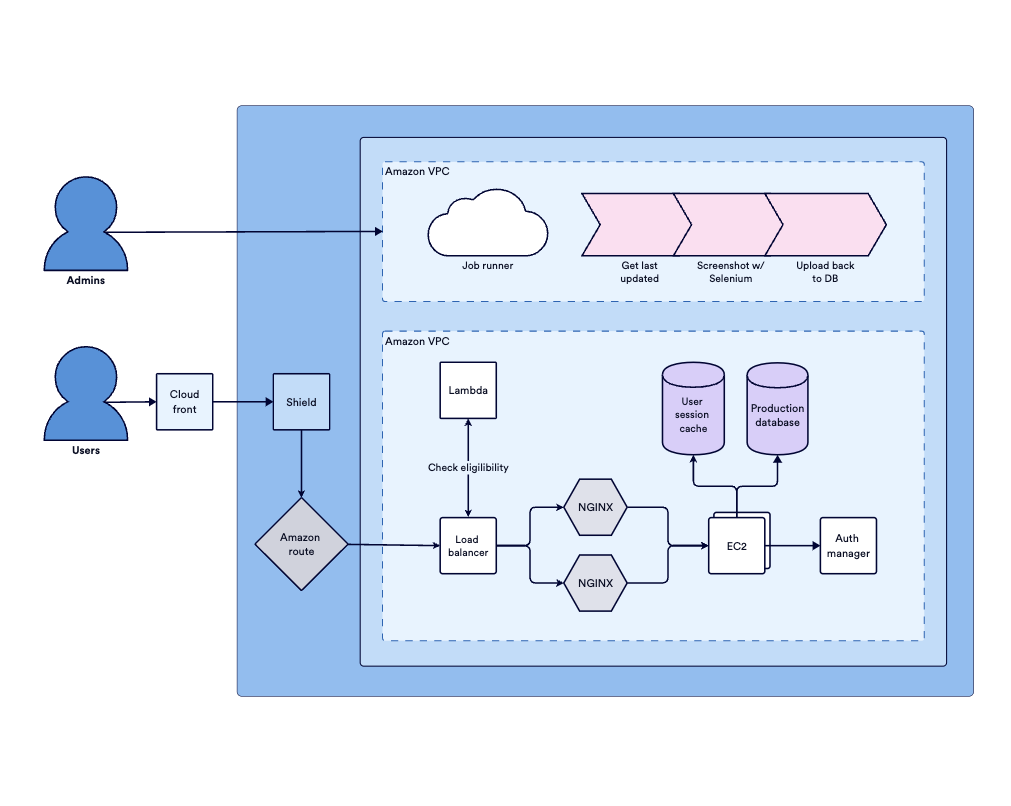 Amazon VPC
Job runner
Get last
updated
Screenshot w/
Selenium
Upload back
to DB
Admins
Amazon VPC
Users
Cloud
front
Shield
Lambda
User
session
cache
Production
database
Check eligilibility
NGINX
Amazon
route
Load
balancer
EC2
Auth
manager
NGINX